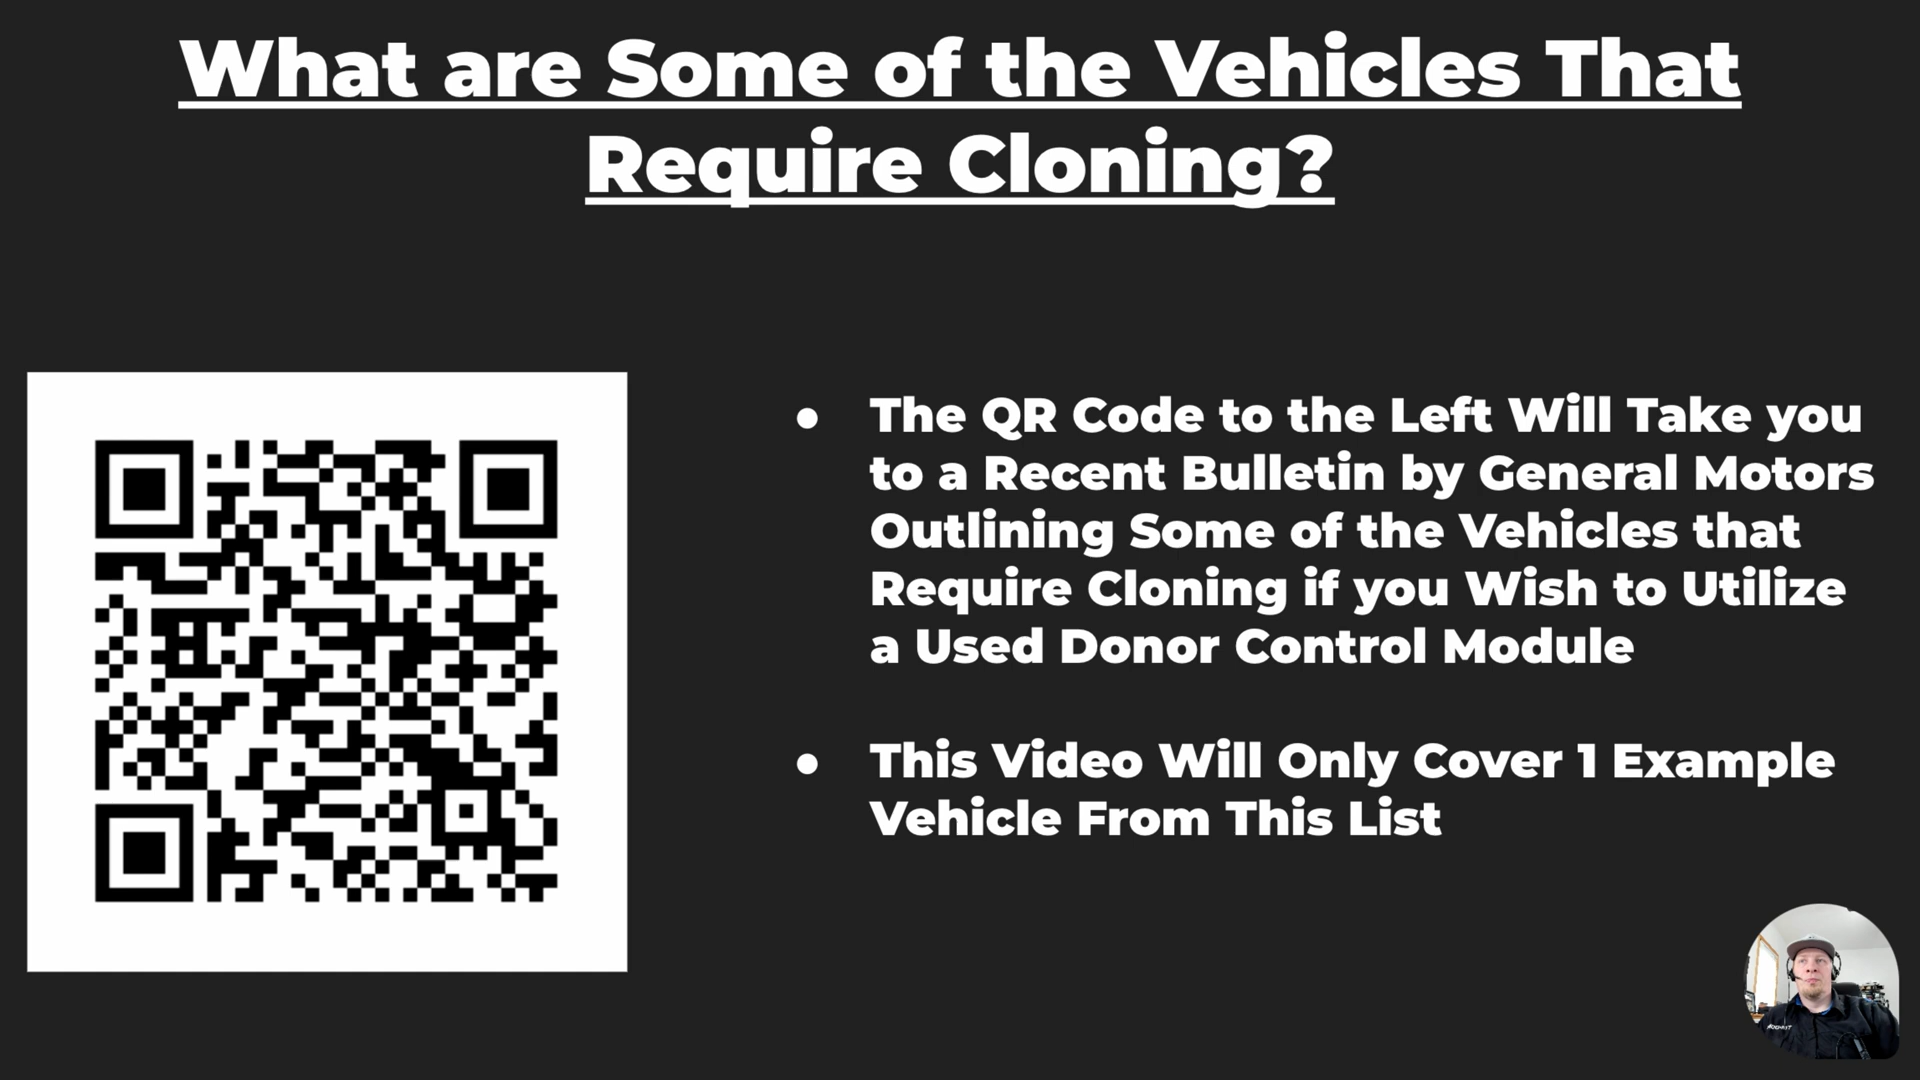 What are Some of the Vehicles That
Require Cloning?
● The QR Code to the Left Will Take you
to a Recent Bulletin by General Motors
Outlining Some of the Vehicles that
Require Cloning if you Wish to Utilize
a Used Donor Control Module
● This Video Will Only Cover 1 Example
Vehicle From This List